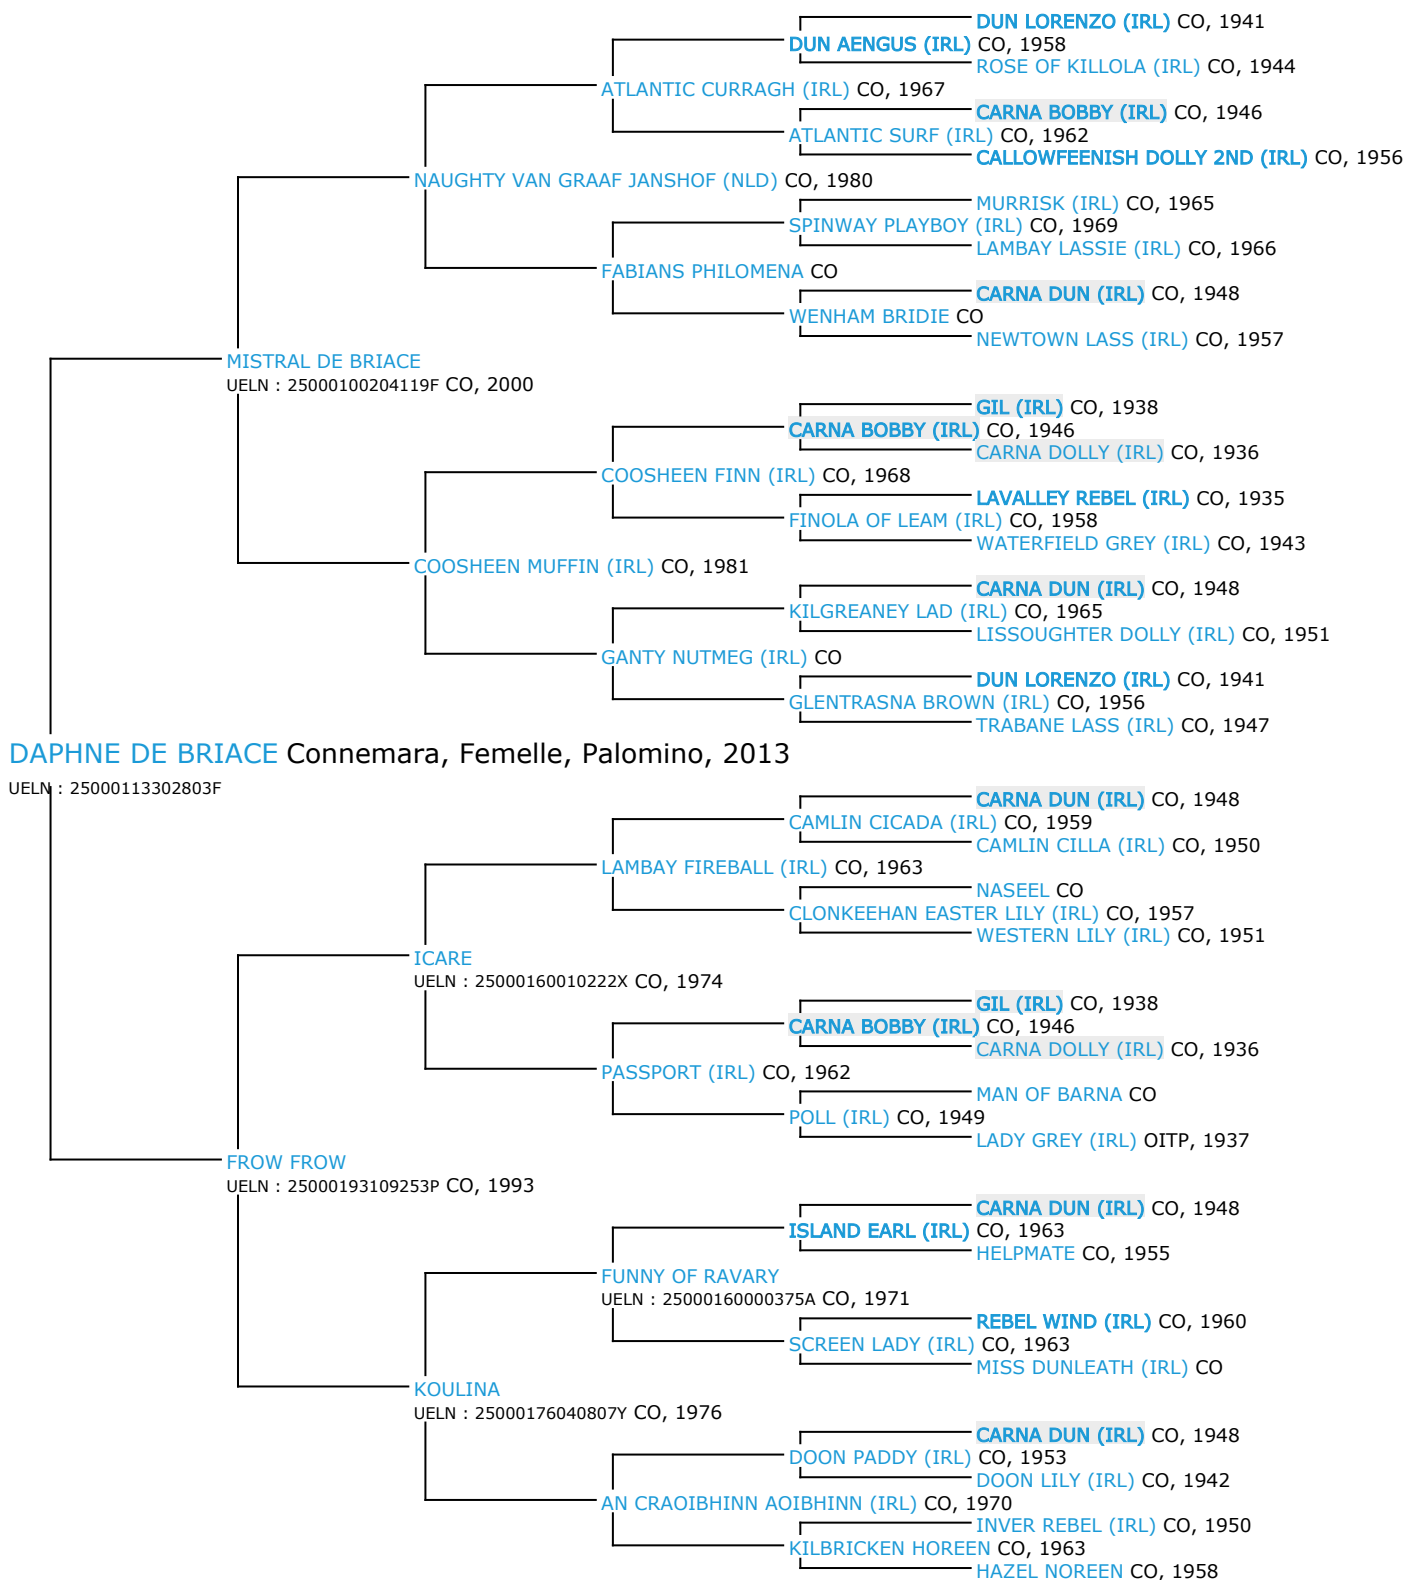 DUN LORENZO (IRL) CO, 1941
DUN AENGUS (IRL) CO, 1958
ROSE OF KILLOLA (IRL) CO, 1944
ATLANTIC CURRAGH (IRL) CO, 1967
CARNA BOBBY (IRL) CO, 1946
ATLANTIC SURF (IRL) CO, 1962
CALLOWFEENISH DOLLY 2ND (IRL) CO, 1956
NAUGHTY VAN GRAAF JANSHOF (NLD) CO, 1980
MURRISK (IRL) CO, 1965
SPINWAY PLAYBOY (IRL) CO, 1969
LAMBAY LASSIE (IRL) CO, 1966
FABIANS PHILOMENA CO
CARNA DUN (IRL) CO, 1948
WENHAM BRIDIE CO
NEWTOWN LASS (IRL) CO, 1957
MISTRAL DE BRIACE
UELN : 25000100204119F CO, 2000
GIL (IRL) CO, 1938
CARNA BOBBY (IRL) CO, 1946
CARNA DOLLY (IRL) CO, 1936
COOSHEEN FINN (IRL) CO, 1968
LAVALLEY REBEL (IRL) CO, 1935
FINOLA OF LEAM (IRL) CO, 1958
WATERFIELD GREY (IRL) CO, 1943
COOSHEEN MUFFIN (IRL) CO, 1981
CARNA DUN (IRL) CO, 1948
KILGREANEY LAD (IRL) CO, 1965
LISSOUGHTER DOLLY (IRL) CO, 1951
GANTY NUTMEG (IRL) CO
DUN LORENZO (IRL) CO, 1941
GLENTRASNA BROWN (IRL) CO, 1956
TRABANE LASS (IRL) CO, 1947
DAPHNE DE BRIACE Connemara, Femelle, Palomino, 2013
UELN : 25000113302803F
CARNA DUN (IRL) CO, 1948
CAMLIN CICADA (IRL) CO, 1959
CAMLIN CILLA (IRL) CO, 1950
LAMBAY FIREBALL (IRL) CO, 1963
NASEEL CO
CLONKEEHAN EASTER LILY (IRL) CO, 1957
WESTERN LILY (IRL) CO, 1951
ICARE
UELN : 25000160010222X CO, 1974
GIL (IRL) CO, 1938
CARNA BOBBY (IRL) CO, 1946
CARNA DOLLY (IRL) CO, 1936
PASSPORT (IRL) CO, 1962
MAN OF BARNA CO
POLL (IRL) CO, 1949
LADY GREY (IRL) OITP, 1937
FROW FROW
UELN : 25000193109253P CO, 1993
CARNA DUN (IRL) CO, 1948
ISLAND EARL (IRL) CO, 1963
HELPMATE CO, 1955
FUNNY OF RAVARY
UELN : 25000160000375A CO, 1971
REBEL WIND (IRL) CO, 1960
SCREEN LADY (IRL) CO, 1963
MISS DUNLEATH (IRL) CO
KOULINA
UELN : 25000176040807Y CO, 1976
CARNA DUN (IRL) CO, 1948
DOON PADDY (IRL) CO, 1953
DOON LILY (IRL) CO, 1942
AN CRAOIBHINN AOIBHINN (IRL) CO, 1970
INVER REBEL (IRL) CO, 1950
KILBRICKEN HOREEN CO, 1963
HAZEL NOREEN CO, 1958